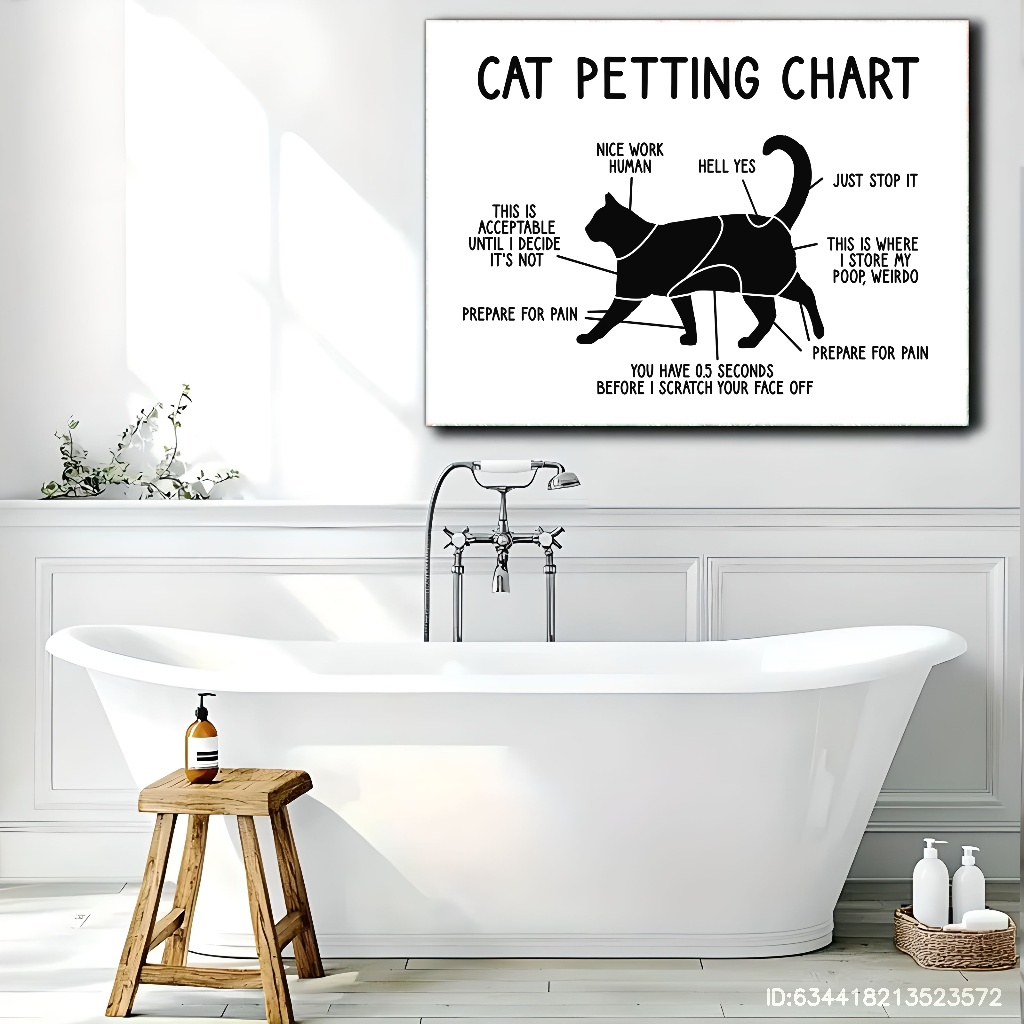 CAT PETTING CHART
NICE WORK
HUMAN
HELL YES
JUST STOP IT
THIS IS
ACCEPTABLE
UNTIL I DECIDE
IT'S NOT
THIS IS WHERE
I STORE MY
POOP, WEIRDO
PREPARE FOR PAIN
PREPARE FOR PAIN
YOU HAVE 0.5 SECONDS
BEFORE I SCRATCH YOUR FACE OFF
ID:634418213523572